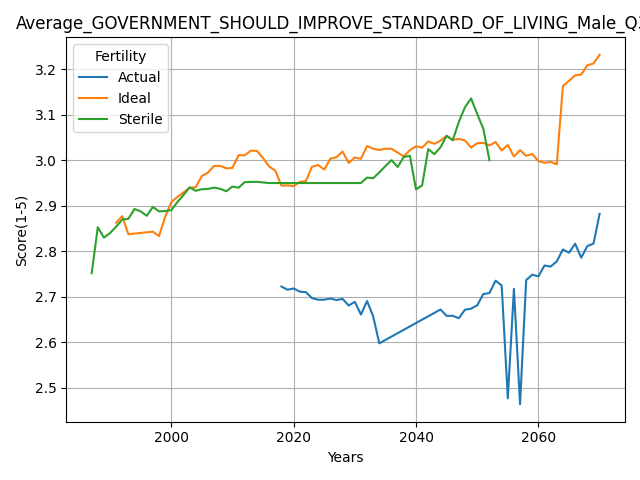 Average_GOVERNMENT_SHOULD_IMPROVE_STANDARD_OF_LIVING_Male_Q
Fertility
Actual
Ideal
Sterile
3.2
3.1
3.0
2.9
2.8
2.7
2.6
2.5
Score(1-5)
2000
2020
2040
2060
Years